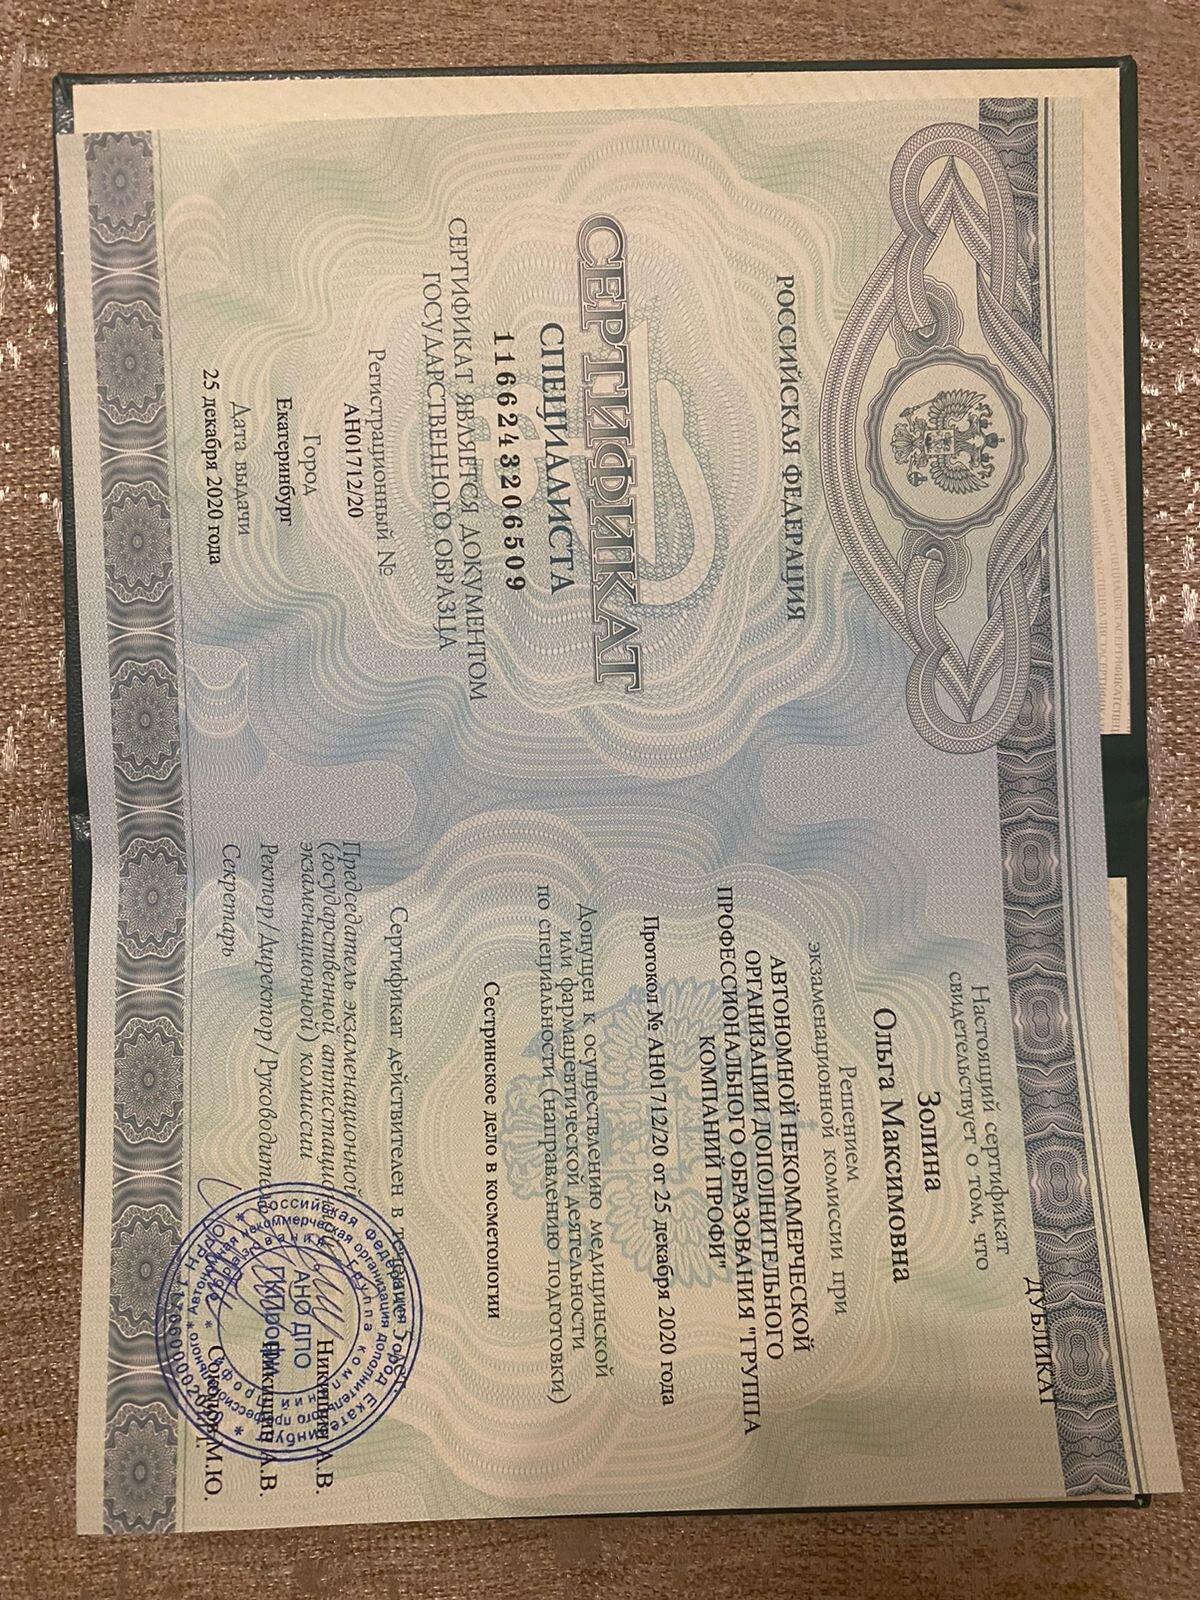 РОССИЙСКАЯ ФЕДЕРАЦИЯ
СЕРТИФИКАТ
СПЕЦИАЛИСТА
1166243206509
СЕРТИФИКАТ ЯВЛЯЕТСЯ ДОКУМЕНТОМ
ГОСУДАРСТВЕННОГО ОБРАЗЦА
Регистрационный №
АН01712/20
Город
Екатеринбург
Дата выдачи
25 декабря 2020 года
ДУБЛИКАТ
Настоящий сертификат
свидетельствует о том, что
Золина
Ольга Максимовна
Решением
экзаменационной комиссии при
АВТОНОМНОЙ НЕКОММЕРЧЕСКОЙ
ОРГАНИЗАЦИИ ДОПОЛНИТЕЛЬНОГО
ПРОФЕССИОНАЛЬНОГО ОБРАЗОВАНИЯ "ГРУППА
КОМПАНИЙ ПРОФИ"
Протокол № АН01712/20 от 25 декабря 2020 года
Допущен к осуществлению медицинской
или фармацевтической деятельности
по специальности (направлению подготовки)
Сестринское дело в косметологии
Сертификат действителен в течение 5 лет.
Председатель экзаменационной
(государственной аттестационной
экзаменационной) комиссии
Никишин А.В.
Ректор/Директор/Руководитель
Никишин А.В.
Секретарь
М.Ю.
АНО ДПО